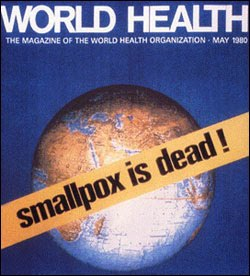 WORLD HEALTH
THE MAGAZINE OF THE WORLD HEALTH ORGANIZATION · MAY 1980
smallpox is dead!